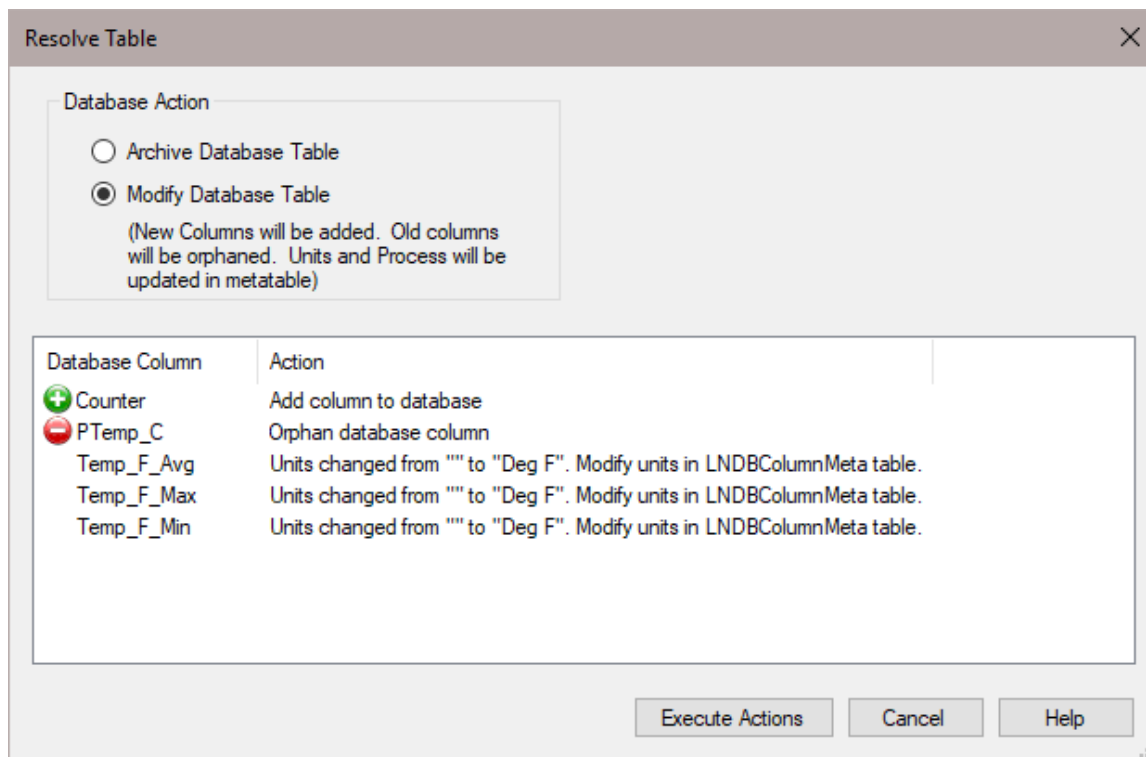 Resolve Table
Database Action
Archive Database Table
Modify Database Table
(New Columns will be added.  Old columns
will be orphaned.  Units and Process will be
updated in metatable)
Database Column Action
Counter Add column to database
PTemp_C Orphan database column
Temp_F_Avg Units changed from "" to "Deg F". Modify units in LNDBColumnMeta table.
Temp_F_Max Units changed from "" to "Deg F". Modify units in LNDBColumnMeta table.
Temp_F_Min Units changed from "" to "Deg F". Modify units in LNDBColumnMeta table.
Execute Actions Cancel Help